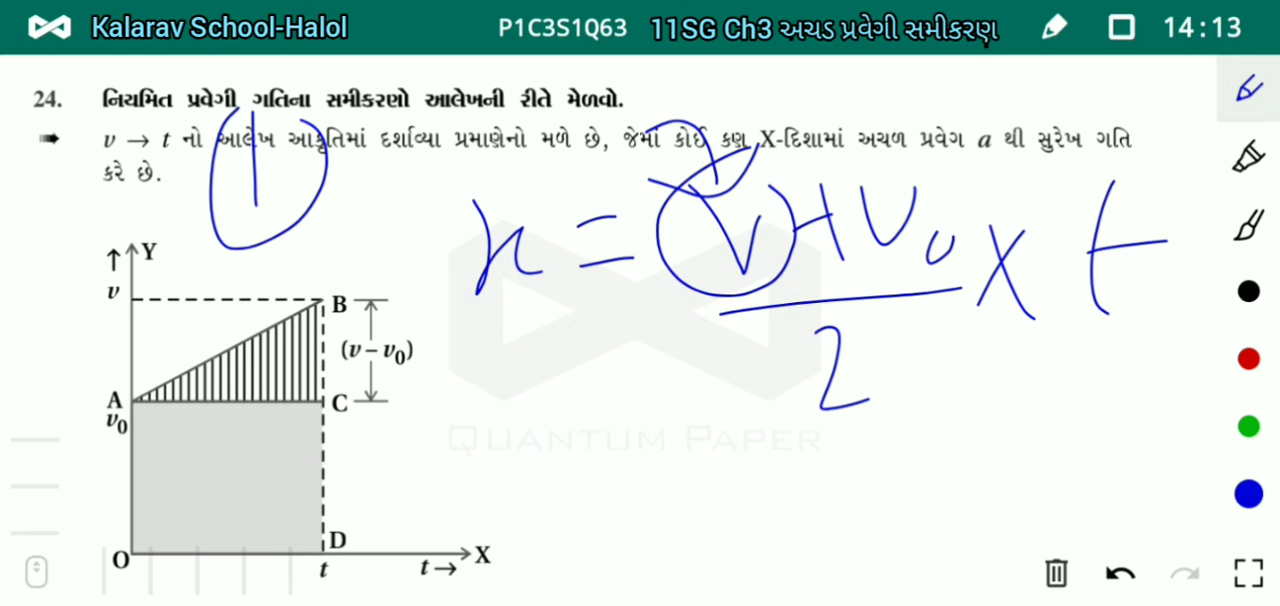 Kalarav School-Halol P1C3S1Q63 11SG Ch3 અચડ પ્રવેગી સમીકરણ 14:13
24. નિયમિત પ્રવેગી ગતિના સમીકરણો આલેખની રીતે મેળવો.
➠ v → t નો આલેખ આકૃતિમાં દર્શાવ્યા પ્રમાણેનો મળે છે, જેમાં કોઈ કણ X-દિશામાં અચળ પ્રવેગ a થી સુરેખ ગતિ
કરે છે.
1
x = (v + v₀)/2 × t
↑ Y
v
B
(v – v₀)
A
C
v₀
QUANTUM PAPER
D
O
X
t
t→